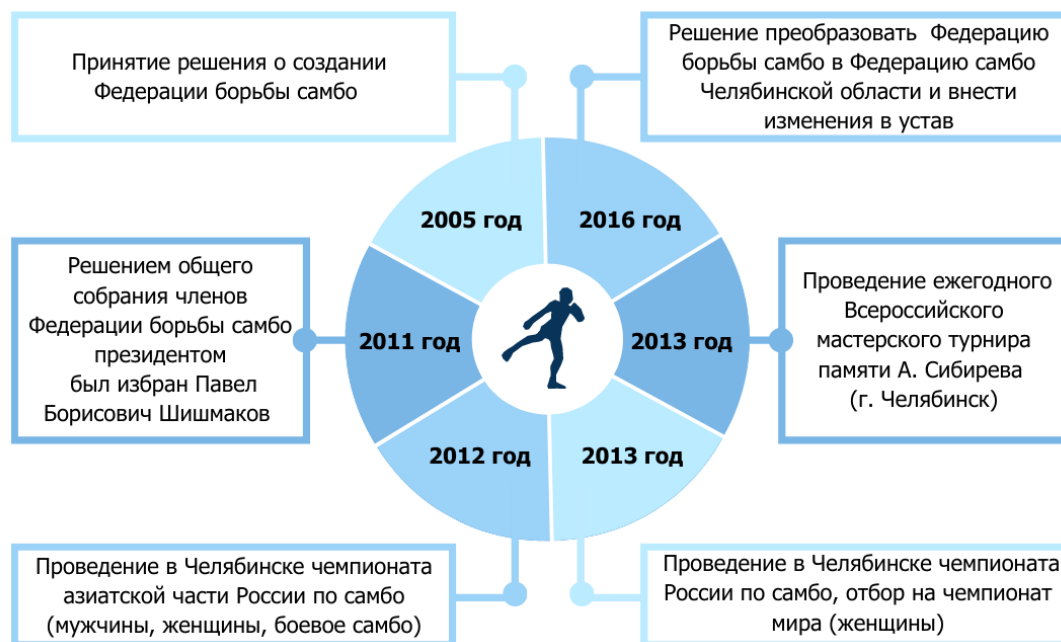 Принятие решения о создании
Федерации борьбы самбо
Решение преобразовать Федерацию
борьбы самбо в Федерацию самбо
Челябинской области и внести
изменения в устав
2005 год
2016 год
Решением общего
собрания членов
Федерации борьбы самбо
президентом
был избран Павел
Борисович Шишмаков
2011 год
2013 год
Проведение ежегодного
Всероссийского
мастерского турнира
памяти А. Сибирева
(г. Челябинск)
2012 год
2013 год
Проведение в Челябинске чемпионата
азиатской части России по самбо
(мужчины, женщины, боевое самбо)
Проведение в Челябинске чемпионата
России по самбо, отбор на чемпионат
мира (женщины)